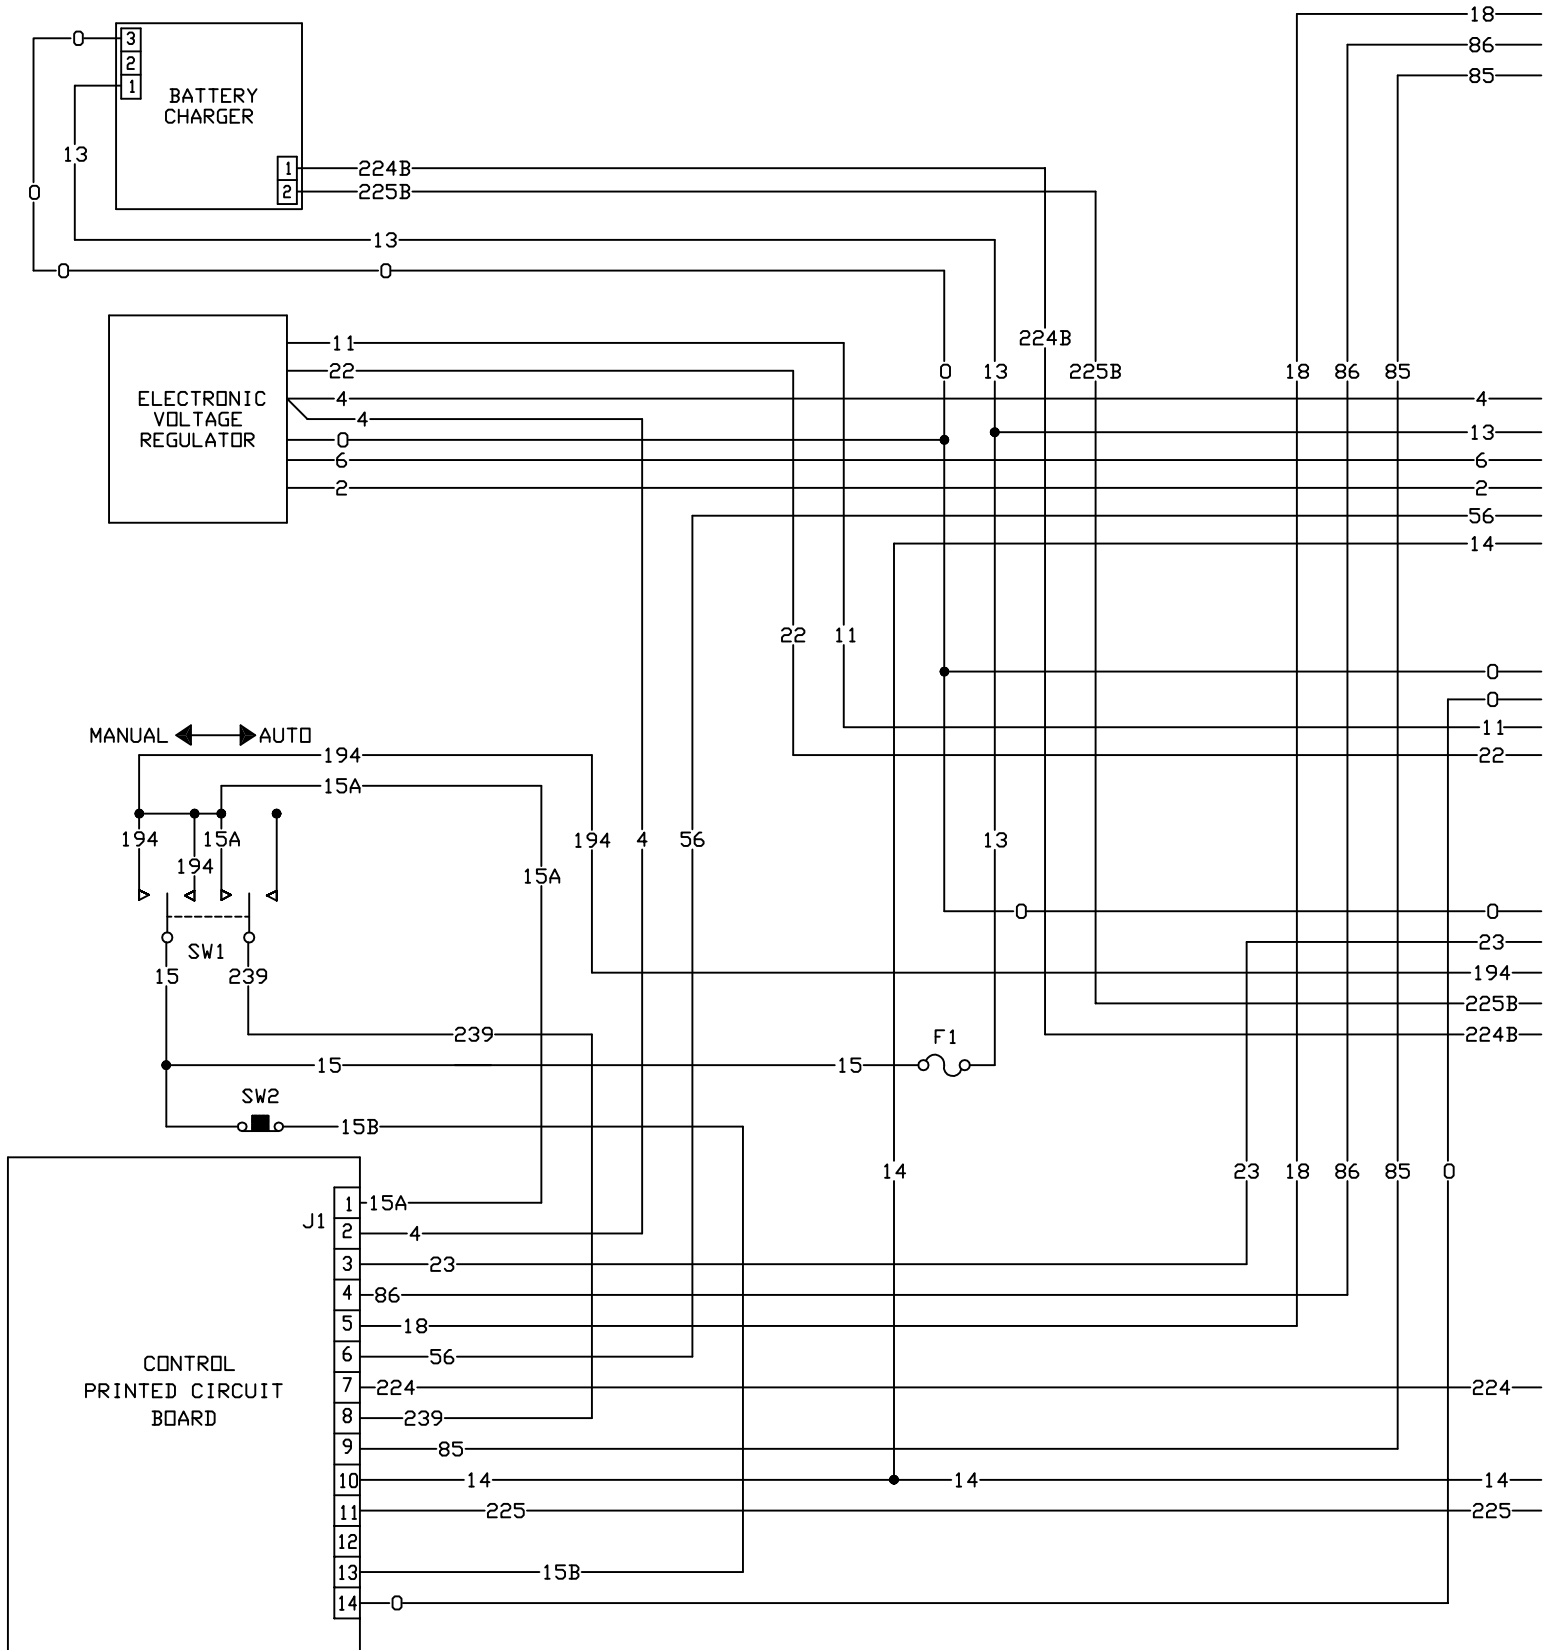 18
0 3
86
2
85
1
BATTERY
CHARGER
13
1 224B
0
2 225B
13
0 0
224B
11
22 0 13 225B 18 86 85
ELECTRONIC
VOLTAGE
REGULATOR
4 4
4
0 13
6 6
2 2
56
14
22 11
0
0
11
MANUAL AUTO
194 22
15A
194 15A 194 4 56 13
194
15A
0 0
23
SW1
15 239 194
225B
239 F1 224B
15 15
SW2
15B
14 23 18 86 85 0
J1
1 15A
2 4
3 23
4 86
5 18
6 56
CONTROL
PRINTED CIRCUIT
BOARD
7 224 224
8 239
9 85
10 14 14 14
11 225 225
12
13 15B
14 0